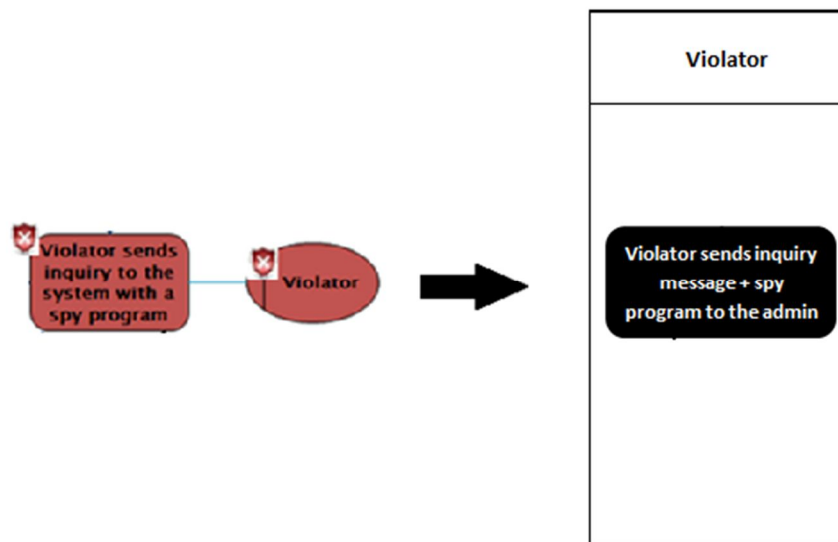 Violator sends
inquiry to the
system with a
spy program
Violator
Violator
Violator sends inquiry
message + spy
program to the admin